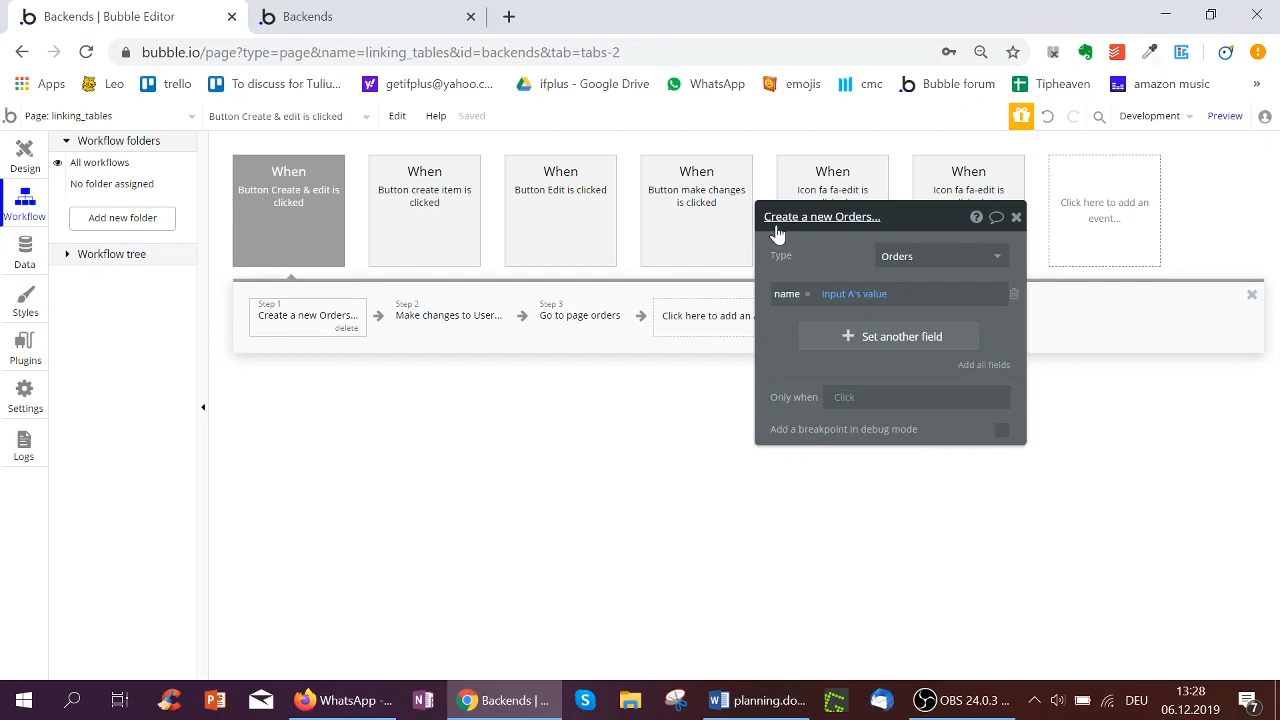 Backends | Bubble Editor
Backends
bubble.io/page?type=page&name=linking_tables&id=backends&tab=tabs-2
Apps
Leo
trello
To discuss for Tuliu...
getifplus@yahoo.c...
ifplus - Google Drive
WhatsApp
emojis
cmc
Bubble forum
Tipheaven
amazon music
»
Page: linking_tables
Button Create & edit is clicked
Edit
Help
Saved
Development
Preview
Design
Workflow
Data
Styles
Plugins
Settings
Logs
Workflow folders
All workflows
No folder assigned
Add new folder
Workflow tree
When
Button Create & edit is
clicked
When
Button create item is
clicked
When
Button Edit is clicked
When
Button make changes
is clicked
When
Icon fa fa-edit is
When
Icon fa fa-edit is
Click here to add an
event...
Step 1
Create a new Orders...
delete
Step 2
Make changes to User...
Step 3
Go to page orders
Click here to add an
Create a new Orders...
Type
Orders
name =
Input A's value
Set another field
Add all fields
Only when
Click
Add a breakpoint in debug mode
WhatsApp -...
Backends | ...
planning.do...
OBS 24.0.3 ...
DEU
13:28
06.12.2019
7